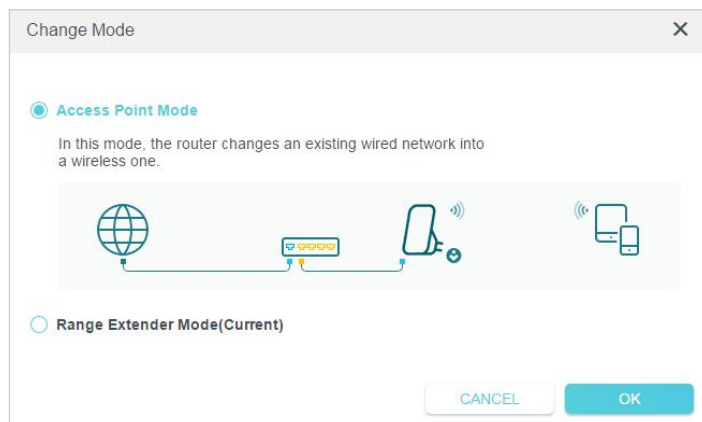 Change Mode
Access Point Mode
In this mode, the router changes an existing wired network into
a wireless one.
Range Extender Mode(Current)
CANCEL
OK